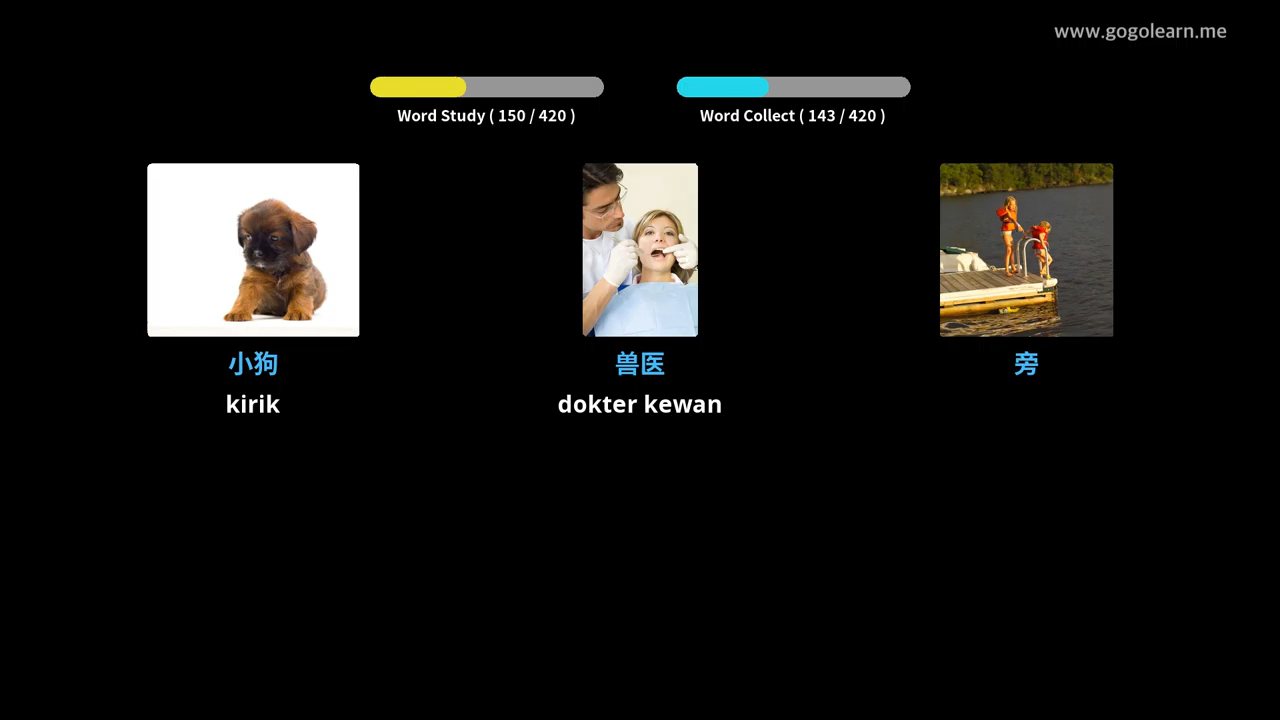 www.gogolearn.me
Word Study ( 150 / 420 )
Word Collect ( 143 / 420 )
小狗
兽医
旁
kirik
dokter kewan